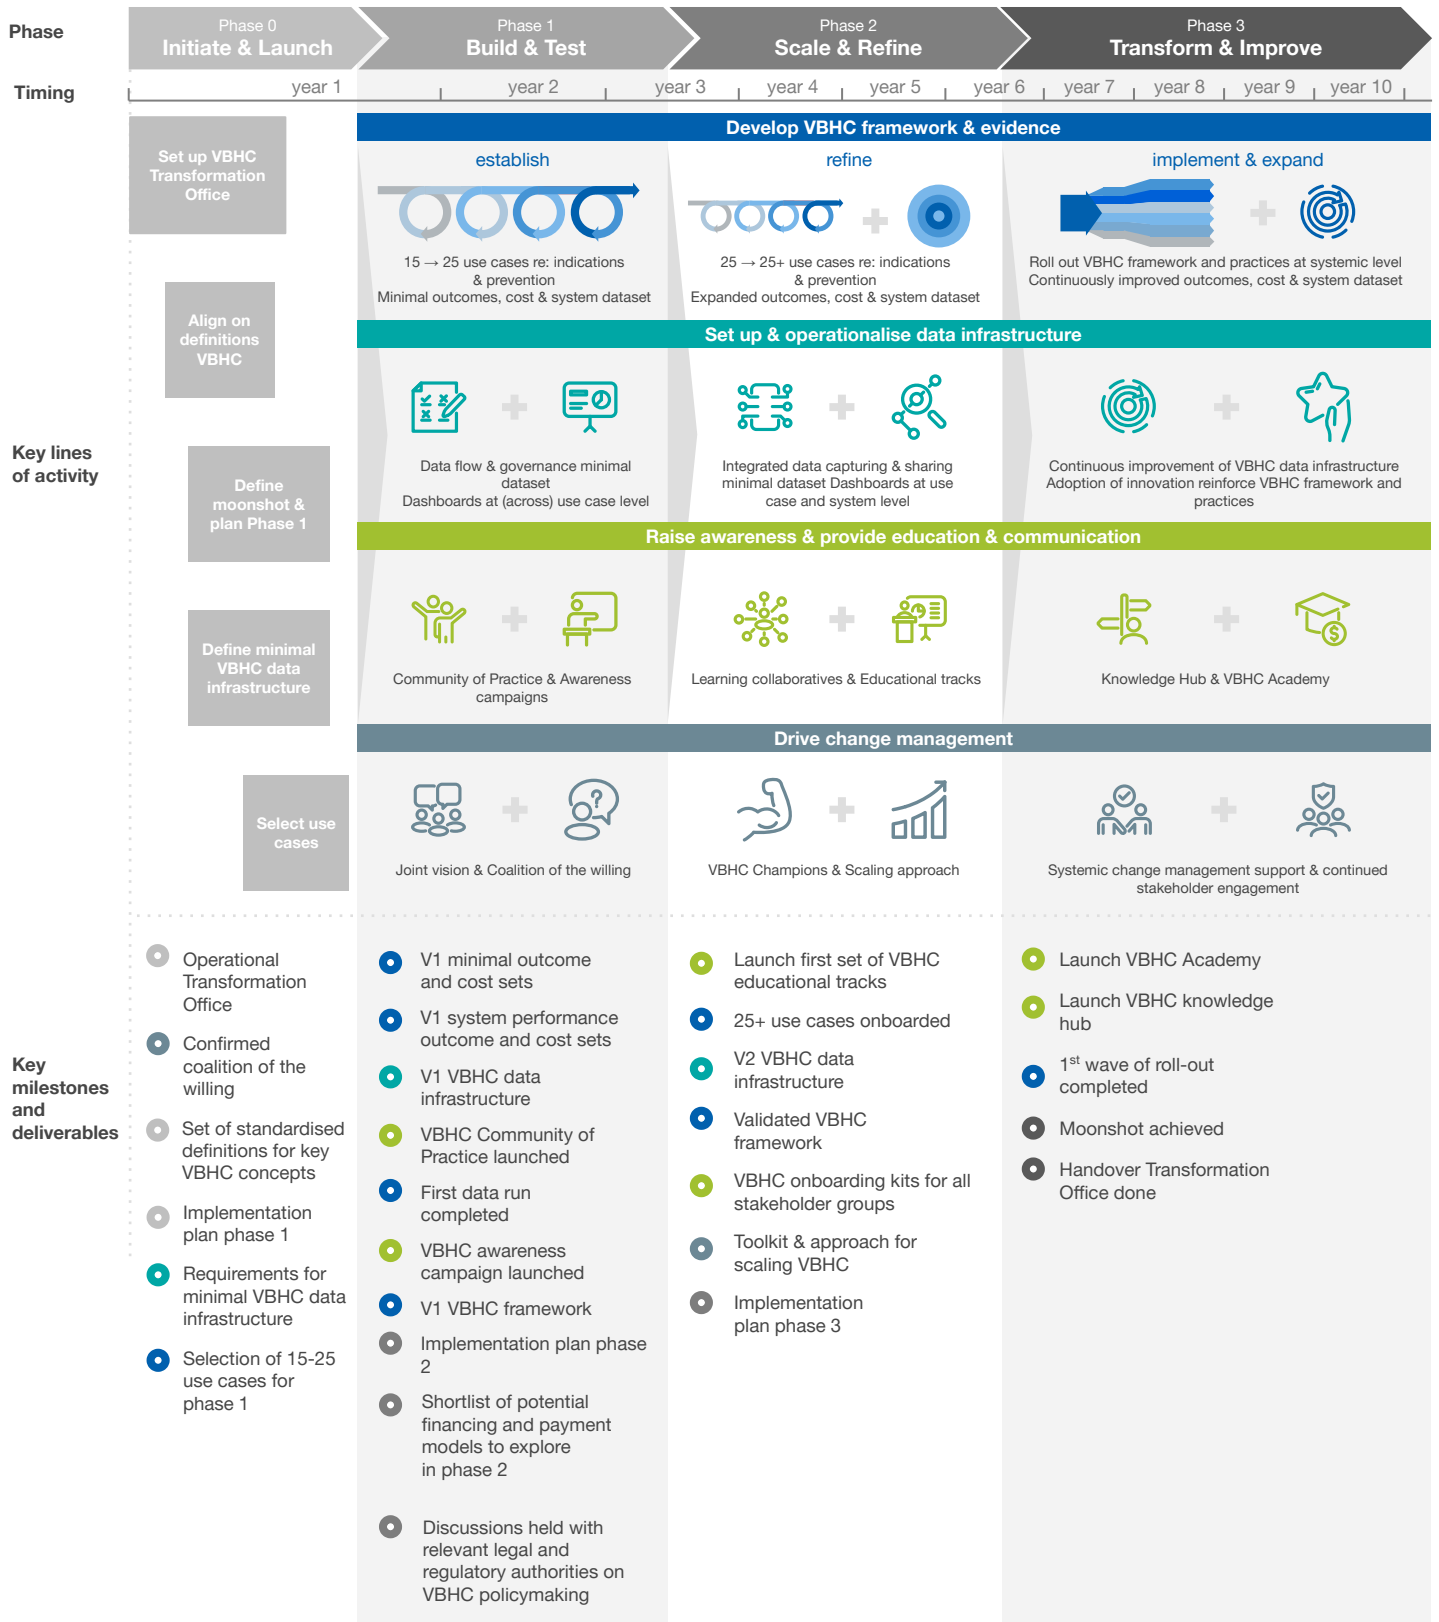 Phase
Phase 0
Initiate & Launch
Phase 1
Build & Test
Phase 2
Scale & Refine
Phase 3
Transform & Improve
Timing
year 1
year 2
year 3
year 4
year 5
year 6
year 7
year 8
year 9
year 10
Key lines
of activity
Set up VBHC
Transformation
Office
Align on
definitions
VBHC
Define
moonshot &
plan Phase 1
Define minimal
VBHC data
infrastructure
Select use
cases
Develop VBHC framework & evidence
establish
15 → 25 use cases re: indications
& prevention
Minimal outcomes, cost & system dataset
refine
25 → 25+ use cases re: indications
& prevention
Expanded outcomes, cost & system dataset
implement & expand
Roll out VBHC framework and practices at systemic level
Continuously improved outcomes, cost & system dataset
Set up & operationalise data infrastructure
Data flow & governance minimal
dataset
Dashboards at (across) use case level
Integrated data capturing & sharing
minimal dataset Dashboards at use
case and system level
Continuous improvement of VBHC data infrastructure
Adoption of innovation reinforce VBHC framework and
practices
Raise awareness & provide education & communication
Community of Practice & Awareness
campaigns
Learning collaboratives & Educational tracks
$
Knowledge Hub & VBHC Academy
Drive change management
?
Joint vision & Coalition of the willing
VBHC Champions & Scaling approach
Systemic change management support & continued
stakeholder engagement
Key
milestones
and
deliverables
Operational
Transformation
Office
Confirmed
coalition of the
willing
Set of standardised
definitions for key
VBHC concepts
Implementation
plan phase 1
Requirements for
minimal VBHC data
infrastructure
Selection of 15-25
use cases for
phase 1
V1 minimal outcome
and cost sets
V1 system performance
outcome and cost sets
V1 VBHC data
infrastructure
VBHC Community of
Practice launched
First data run
completed
VBHC awareness
campaign launched
V1 VBHC framework
Implementation plan phase
2
Shortlist of potential
financing and payment
models to explore
in phase 2
Discussions held with
relevant legal and
regulatory authorities on
VBHC policymaking
Launch first set of VBHC
educational tracks
25+ use cases onboarded
V2 VBHC data
infrastructure
Validated VBHC
framework
VBHC onboarding kits for all
stakeholder groups
Toolkit & approach for
scaling VBHC
Implementation
plan phase 3
Launch VBHC Academy
Launch VBHC knowledge
hub
1st wave of roll-out
completed
Moonshot achieved
Handover Transformation
Office done